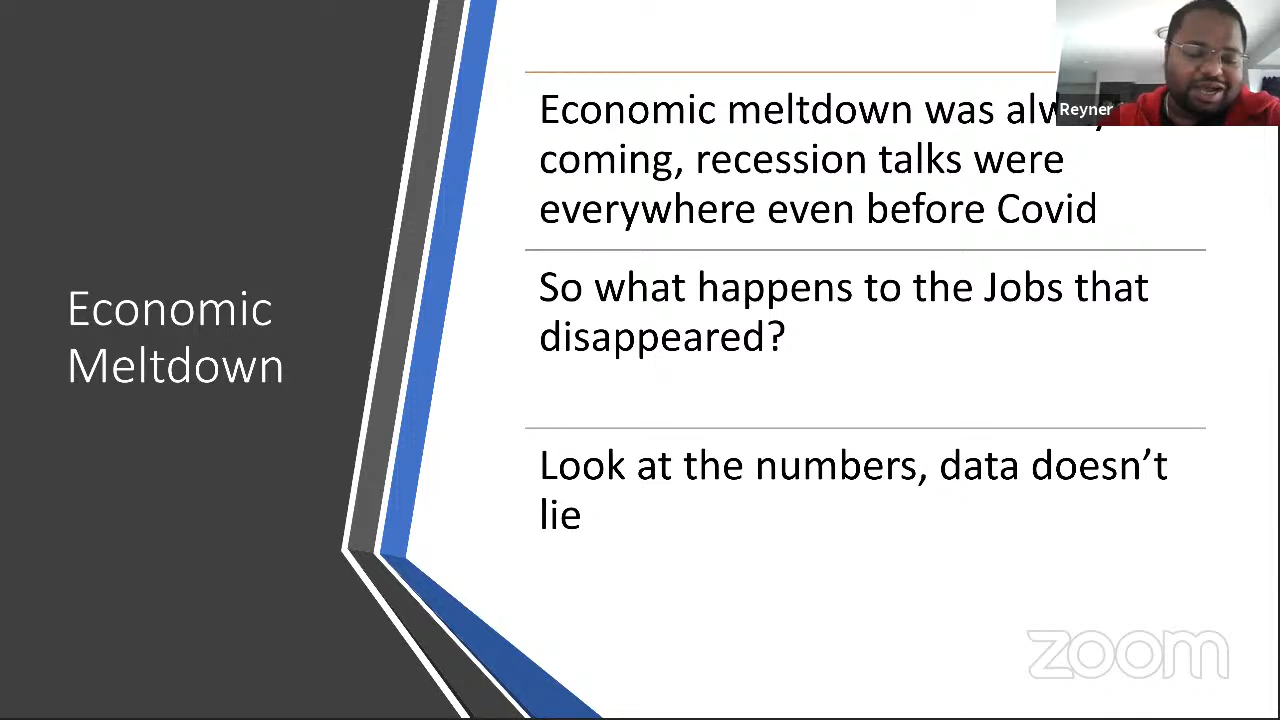 Economic meltdown was
Reyner
coming, recession talks were
everywhere even before Covid
So what happens to the Jobs that
disappeared?
Economic
Meltdown
Look at the numbers, data doesn’t
lie
zoom